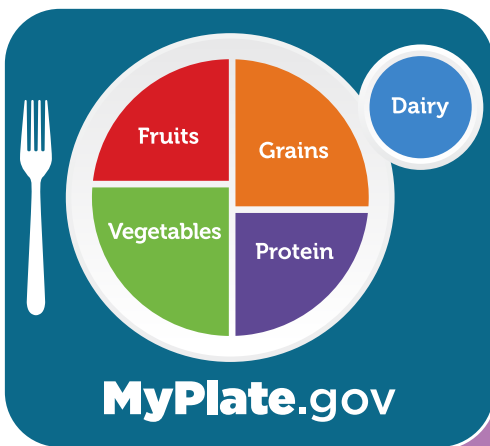 Fruits
Grains
Dairy
Vegetables
Protein
MyPlate.gov